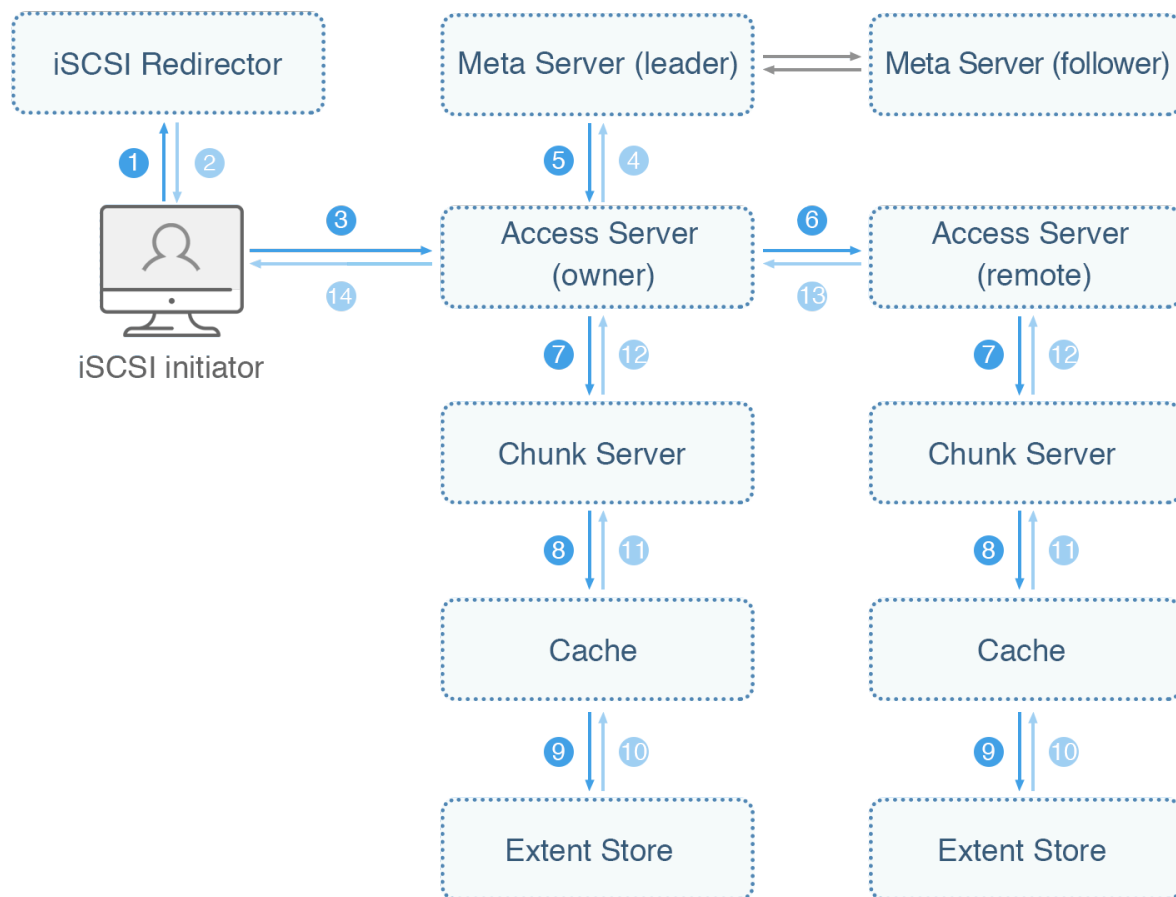 iSCSI Redirector
Meta Server (leader)
Meta Server (follower)
1
2
5
4
3
14
iSCSI initiator
Access Server
(owner)
6
13
Access Server
(remote)
7
12
7
12
Chunk Server
Chunk Server
8
11
8
11
Cache
Cache
9
10
9
10
Extent Store
Extent Store